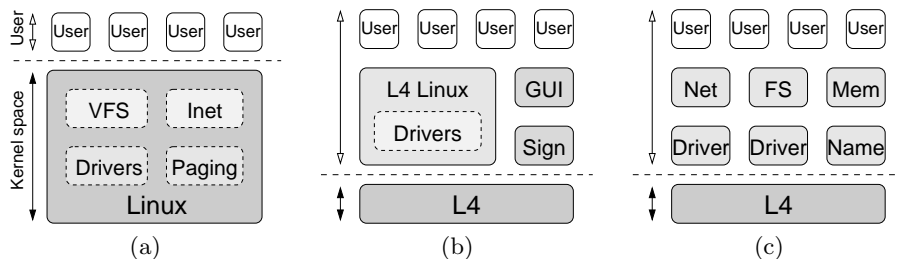 User
User User User User
Kernel space
VFS Inet
Drivers Paging
Linux
(a)
User User User User
L4 Linux
Drivers
GUI
Sign
L4
(b)
User User User User
Net FS Mem
Driver Driver Name
L4
(c)